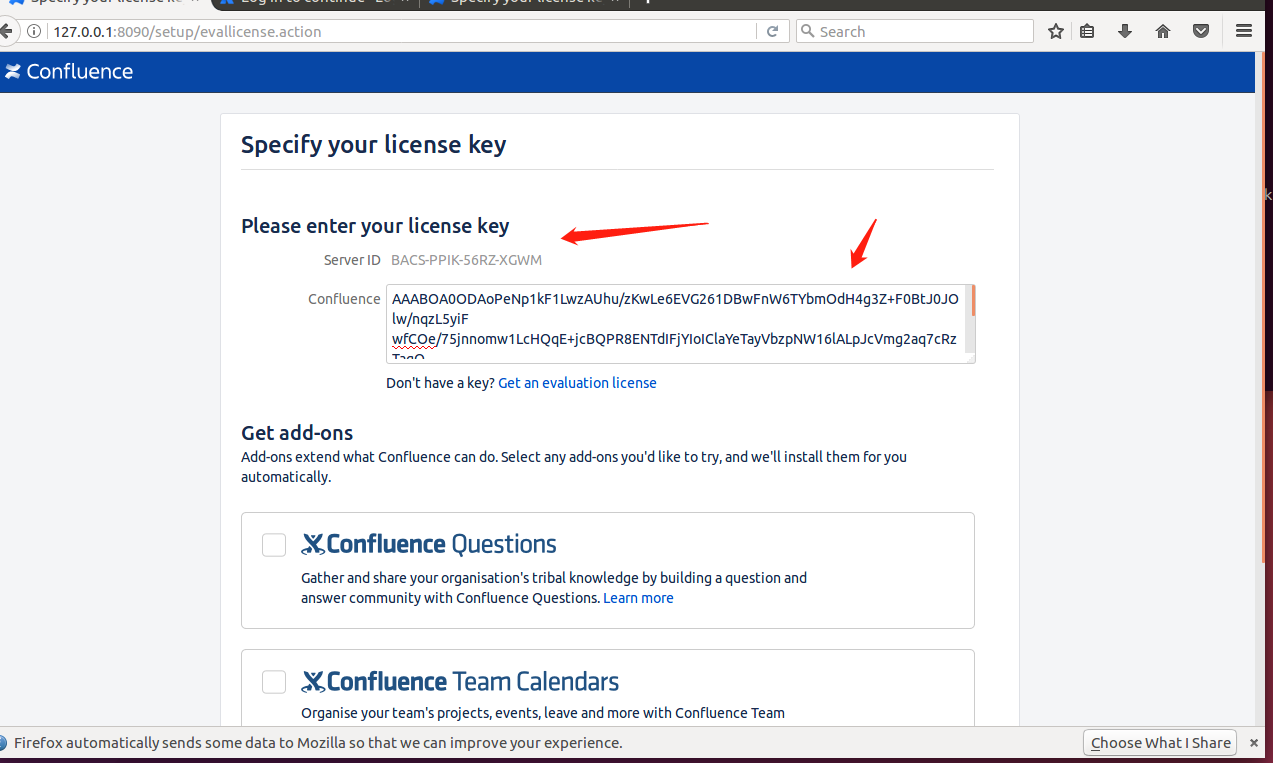 Specify your license ke
Log in to continue - Lo
Specify your license ke
127.0.0.1:8090/setup/evallicense.action
Search
Confluence
Specify your license key
Please enter your license key
Server ID BACS-PPIK-56RZ-XGWM
Confluence
AAABOA0ODAoPeNp1kF1LwzAUhu/zKwLe6EVG261DBwFnW6TYbmOdH4g3Z+F0BtJ0JO
lw/nqzL5yiF
wfCOe/75jnnomw1LcHQqE+jcBQPR8ENTdIFjYIoIClaYeTayVbzpNW16lALpJcVmg2aq7cRz
TaqO
Don't have a key? Get an evaluation license
Get add-ons
Add-ons extend what Confluence can do. Select any add-ons you'd like to try, and we'll install them for you
automatically.
Confluence Questions
Gather and share your organisation's tribal knowledge by building a question and
answer community with Confluence Questions. Learn more
Confluence Team Calendars
Organise your team's projects, events, leave and more with Confluence Team
Firefox automatically sends some data to Mozilla so that we can improve your experience.
Choose What I Share
k